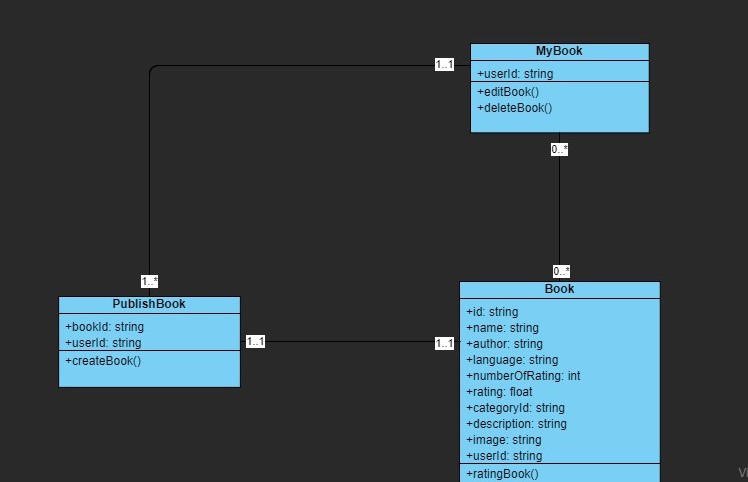 MyBook
+userId: string
+editBook()
+deleteBook()
1..1
0..*
1..*
0..*
PublishBook
+bookId: string
+userId: string
+createBook()
1..1
1..1
Book
+id: string
+name: string
+author: string
+language: string
+numberOfRating: int
+rating: float
+categoryId: string
+description: string
+image: string
+userId: string
+ratingBook()
Vi